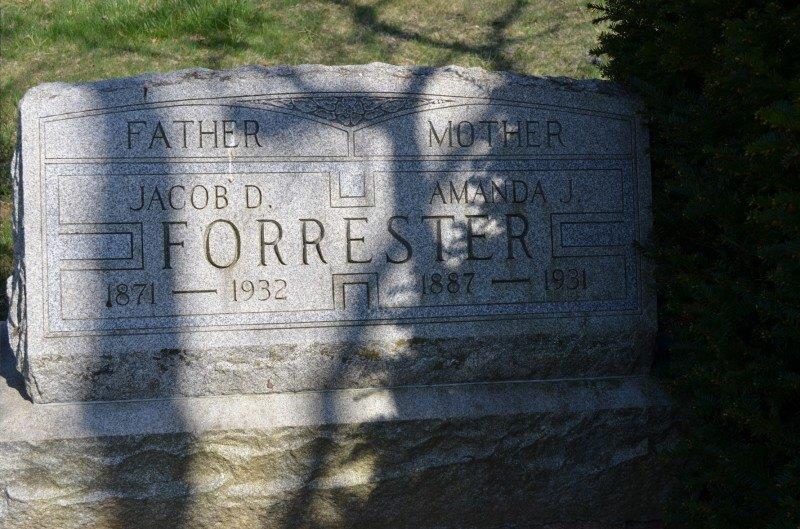 FATHER MOTHER
JACOB D. AMANDA J.
FORRESTER
1871 — 1932 1887 — 1931